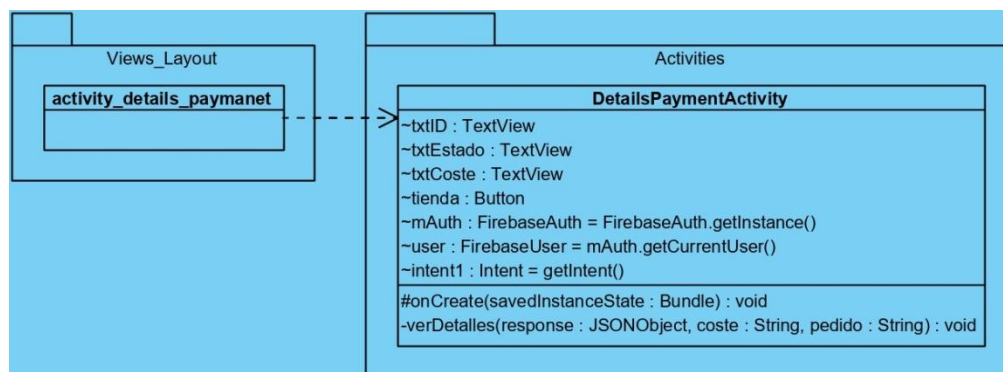 Views_Layout
activity_details_paymanet
Activities
DetailsPaymentActivity
~txtID : TextView
~txtEstado : TextView
~txtCoste : TextView
~tienda : Button
~mAuth : FirebaseAuth = FirebaseAuth.getInstance()
~user : FirebaseUser = mAuth.getCurrentUser()
~intent1 : Intent = getIntent()
#onCreate(savedInstanceState : Bundle) : void
-verDetalles(response : JSONObject, coste : String, pedido : String) : void